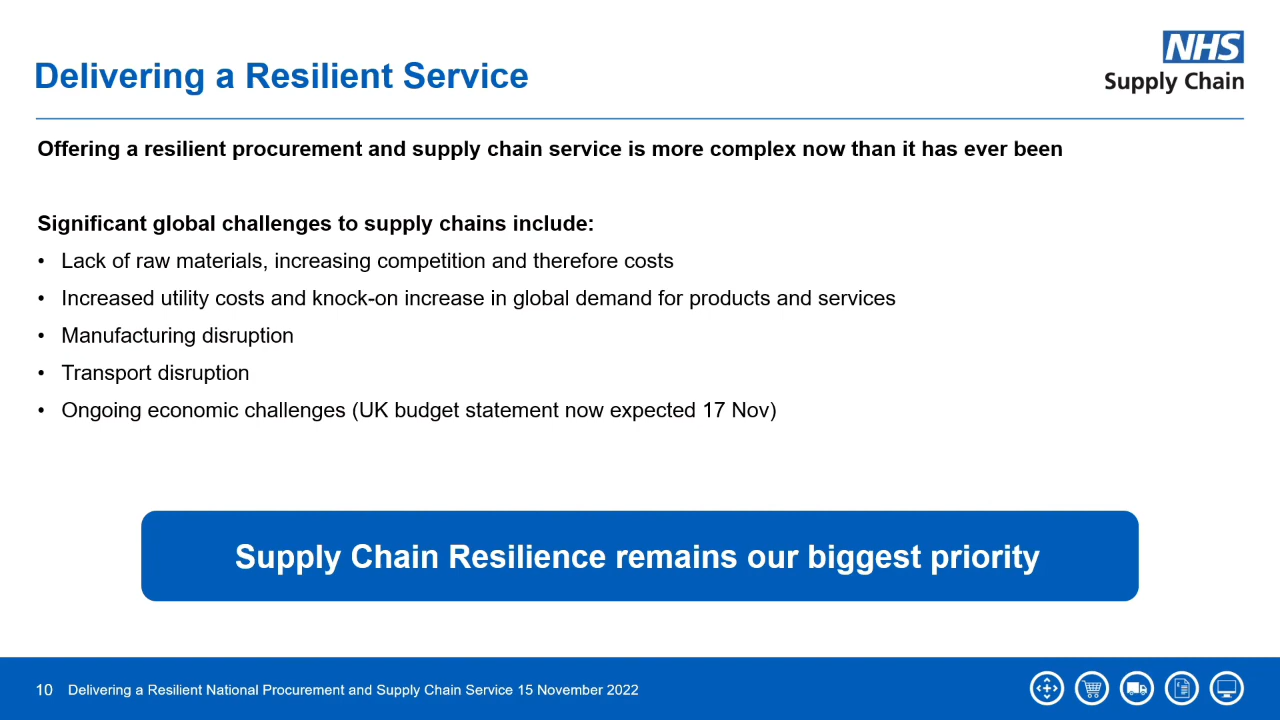 NHS
Supply Chain
Delivering a Resilient Service
Offering a resilient procurement and supply chain service is more complex now than it has ever been
Significant global challenges to supply chains include:
• Lack of raw materials, increasing competition and therefore costs
• Increased utility costs and knock-on increase in global demand for products and services
• Manufacturing disruption
• Transport disruption
• Ongoing economic challenges (UK budget statement now expected 17 Nov)
Supply Chain Resilience remains our biggest priority
10 Delivering a Resilient National Procurement and Supply Chain Service 15 November 2022